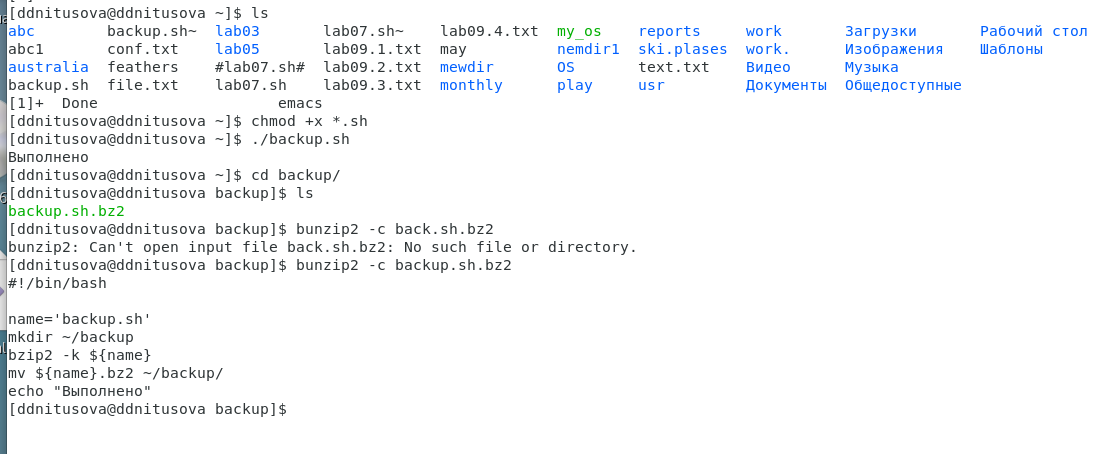 [ddnitusova@ddnitusova ~]$ ls
abc        backup.sh~  lab03       lab07.sh~    lab09.4.txt  my_os    reports     work       Загрузки       Рабочий стол
abc1       conf.txt    lab05       lab09.1.txt  may          nemdir1  ski.plases  work.      Изображения    Шаблоны
australia  feathers    #lab07.sh#  lab09.2.txt  mewdir       OS       text.txt    Видео      Музыка
backup.sh  file.txt    lab07.sh    lab09.3.txt  monthly      play     usr         Документы  Общедоступные
[1]+  Done                    emacs
[ddnitusova@ddnitusova ~]$ chmod +x *.sh
[ddnitusova@ddnitusova ~]$ ./backup.sh
Выполнено
[ddnitusova@ddnitusova ~]$ cd backup/
[ddnitusova@ddnitusova backup]$ ls
backup.sh.bz2
[ddnitusova@ddnitusova backup]$ bunzip2 -c back.sh.bz2
bunzip2: Can't open input file back.sh.bz2: No such file or directory.
[ddnitusova@ddnitusova backup]$ bunzip2 -c backup.sh.bz2
#!/bin/bash

name='backup.sh'
mkdir ~/backup
bzip2 -k ${name}
mv ${name}.bz2 ~/backup/
echo "Выполнено"
[ddnitusova@ddnitusova backup]$